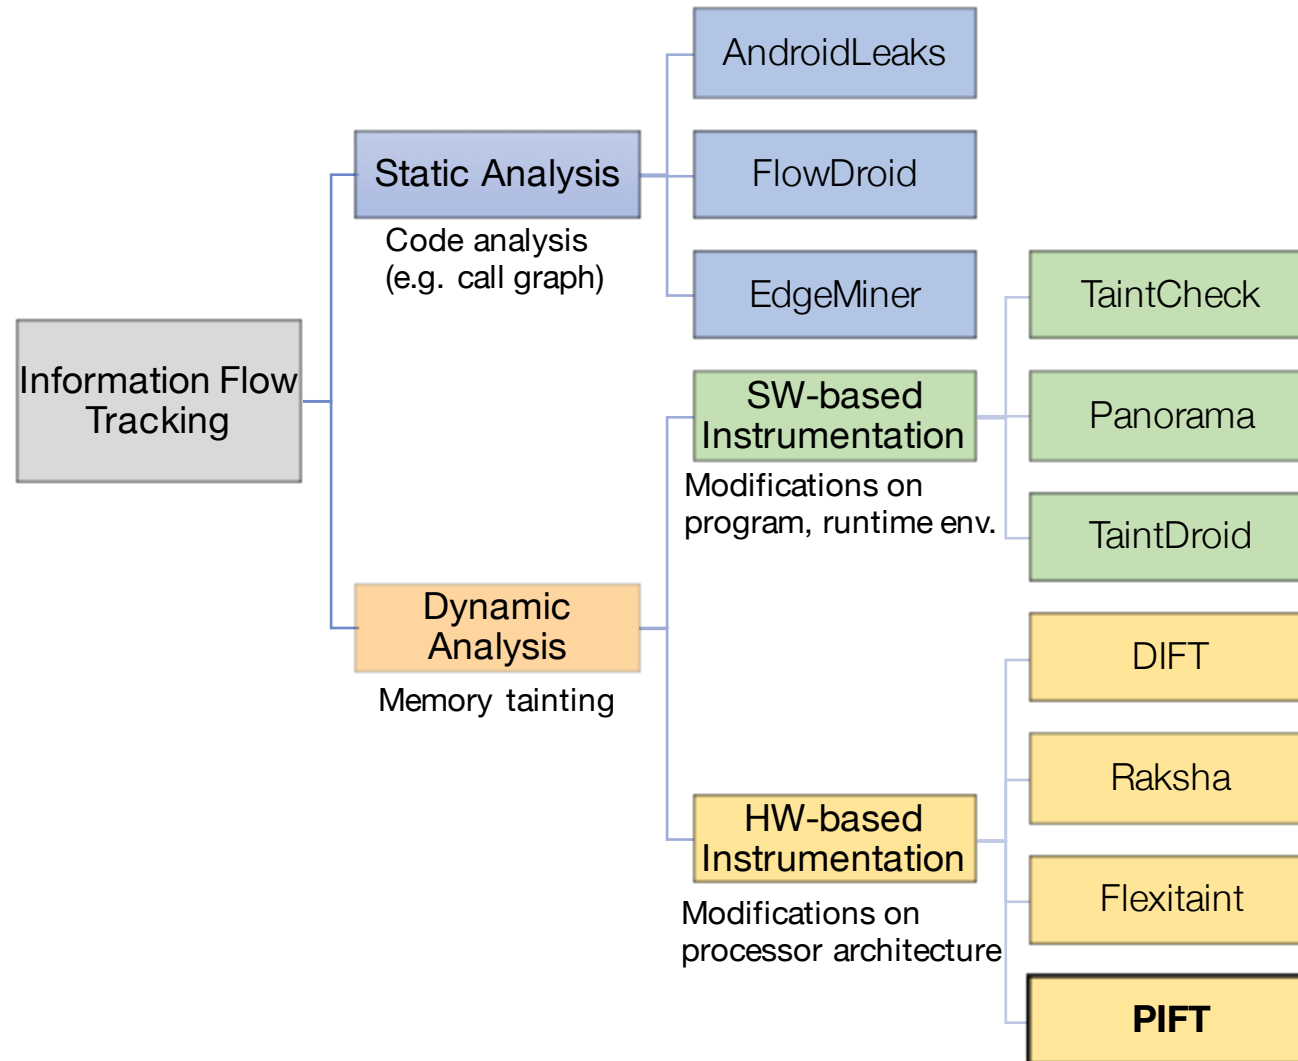 AndroidLeaks
Static Analysis
FlowDroid
Code analysis
(e.g. call graph)
EdgeMiner
TaintCheck
Information Flow
Tracking
SW-based
Instrumentation
Panorama
Modifications on
program, runtime env.
TaintDroid
Dynamic
Analysis
Memory tainting
DIFT
Raksha
HW-based
Instrumentation
Flexitaint
Modifications on
processor architecture
PIFT